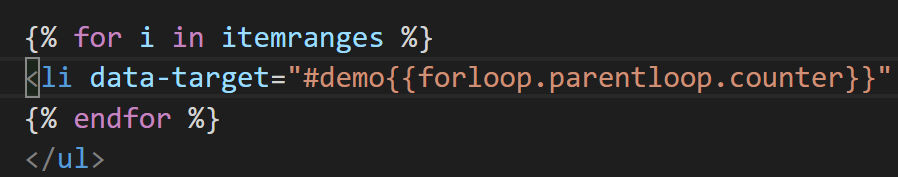 {% for i in itemranges %}
<li data-target="#demo{{forloop.parentloop.counter}}"
{% endfor %}
</ul>